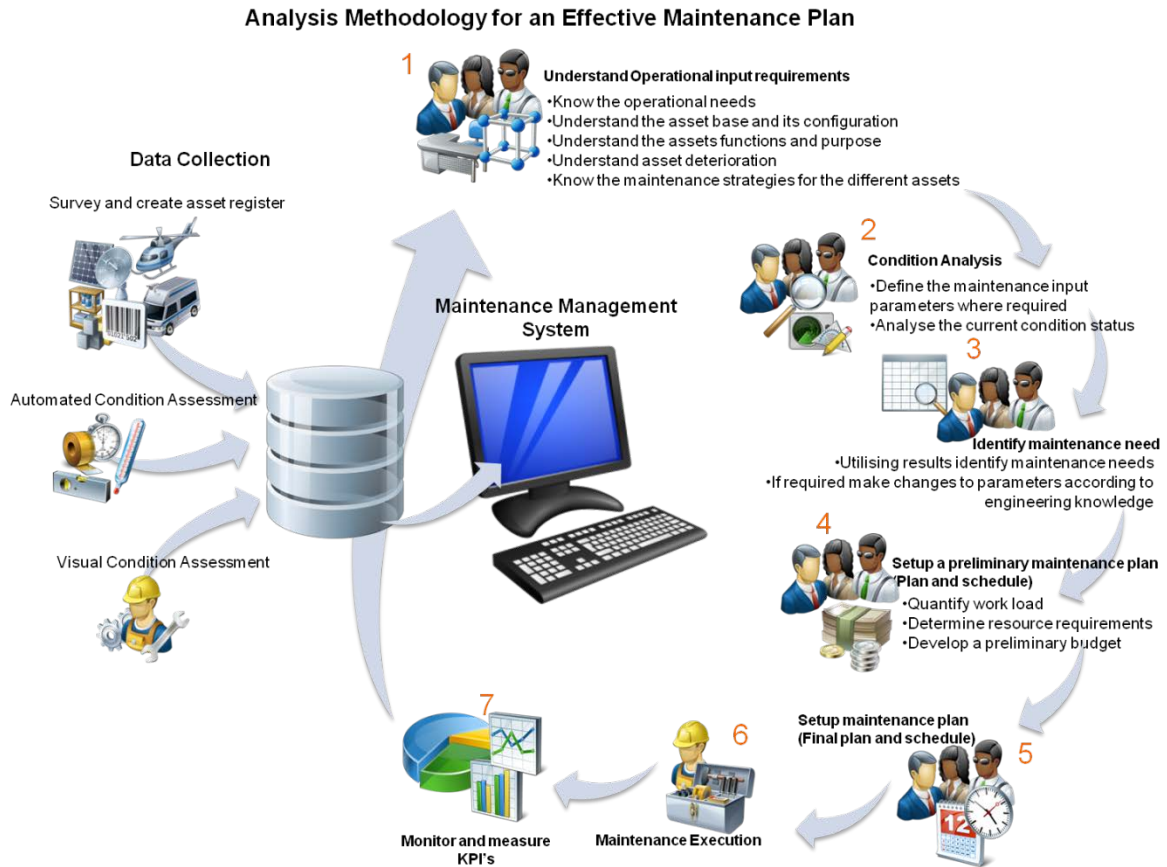 Analysis Methodology for an Effective Maintenance Plan
1
Understand Operational input requirements
•Know the operational needs
•Understand the asset base and its configuration
•Understand the assets functions and purpose
•Understand asset deterioration
•Know the maintenance strategies for the different assets
Data Collection
Survey and create asset register
Automated Condition Assessment
Visual Condition Assessment
Maintenance Management
System
2
Condition Analysis
•Define the maintenance input
parameters where required
•Analyse the current condition status
3
Identify maintenance need
•Utilising results identify maintenance needs
•If required make changes to parameters according to
engineering knowledge
4
Setup a preliminary maintenance plan
(Plan and schedule)
•Quantify work load
•Determine resource requirements
•Develop a preliminary budget
Setup maintenance plan
(Final plan and schedule)
5
12
6
Maintenance Execution
7
Monitor and measure
KPI's